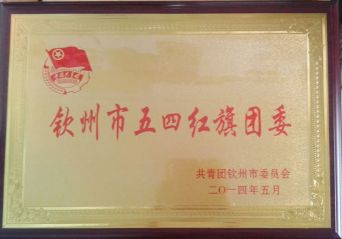 钦州市五四红旗团委
共青团钦州市委员会
二〇一四年五月